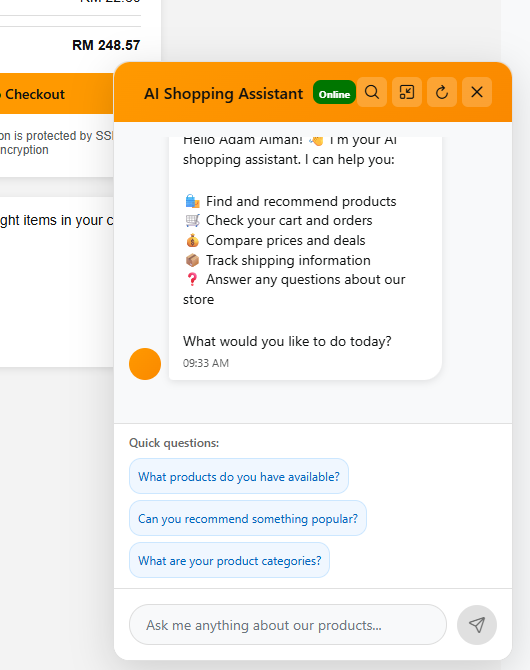 RM 248.57
Checkout
on is protected by SS
ncryption
ght items in your c
AI Shopping Assistant
Online
Hello Adam Aiman! 👋 I'm your AI
shopping assistant. I can help you:
🛍️ Find and recommend products
🛒 Check your cart and orders
💰 Compare prices and deals
📦 Track shipping information
❓ Answer any questions about our
store
What would you like to do today?
09:33 AM
Quick questions:
What products do you have available?
Can you recommend something popular?
What are your product categories?
Ask me anything about our products...